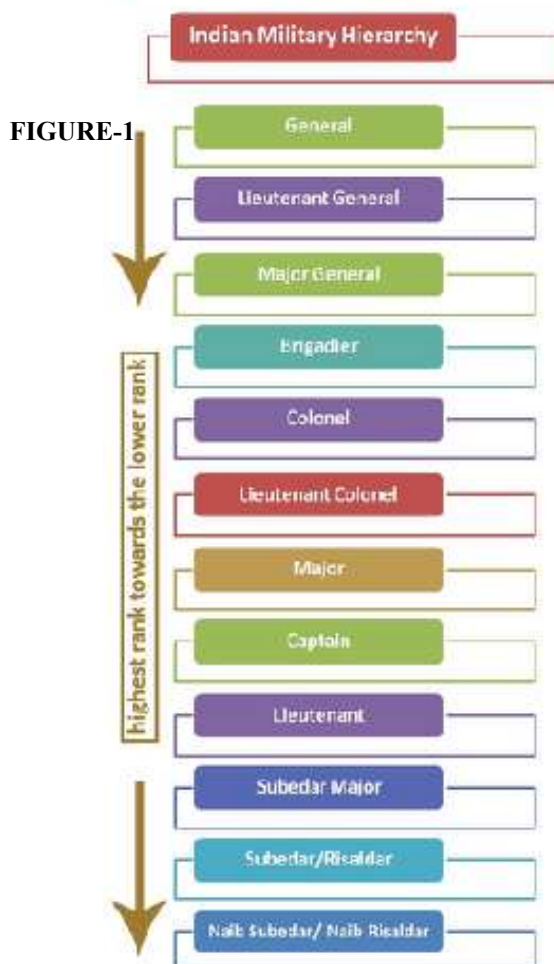 Indian Military Hierarchy
FIGURE-1
General
Lieutenant General
Major General
Brigadier
Colonel
Lieutenant Colonel
Major
Captain
Lieutenant
Subedar Major
Subedar/Risaldar
Naib Subedar/ Naib Risaldar
highest rank towards the lower rank